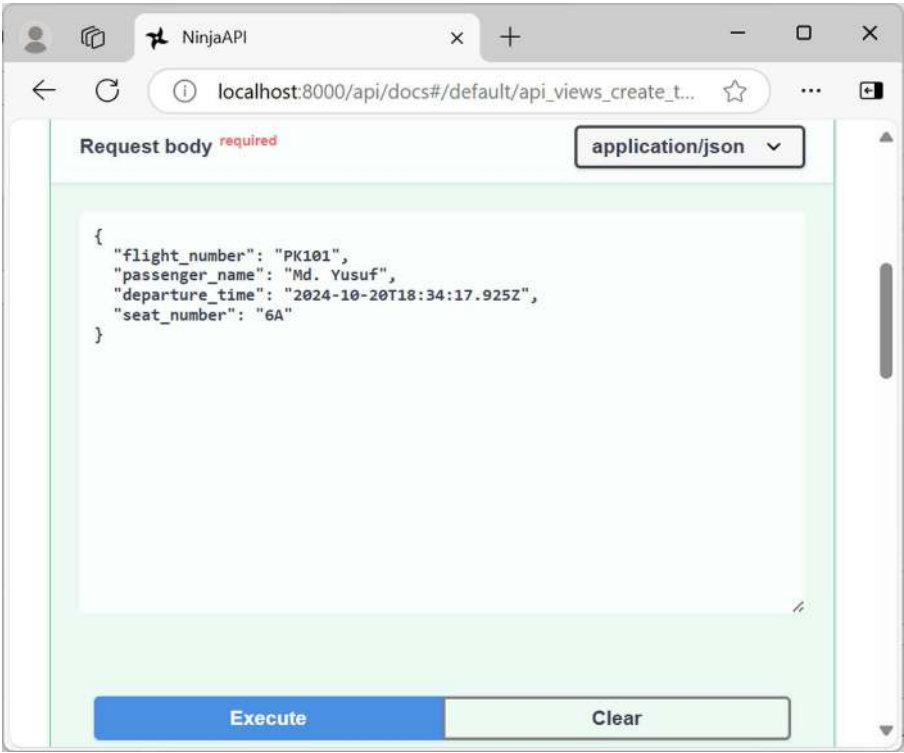 NinjaAPI
localhost:8000/api/docs#/default/api_views_create_t...
Request body required
application/json
{
"flight_number": "PK101",
"passenger_name": "Md. Yusuf",
"departure_time": "2024-10-20T18:34:17.925Z",
"seat_number": "6A"
}
Execute
Clear